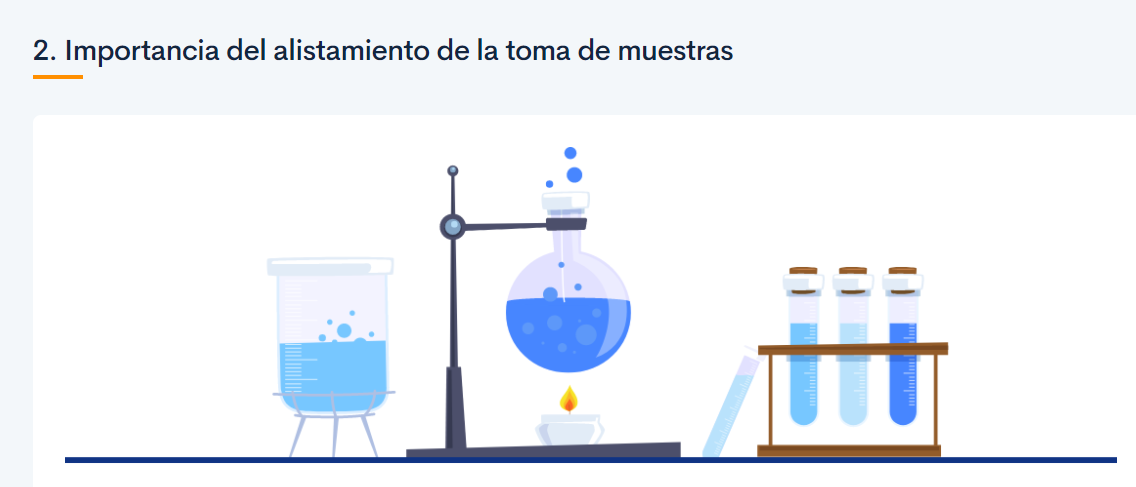 2. Importancia del alistamiento de la toma de muestras